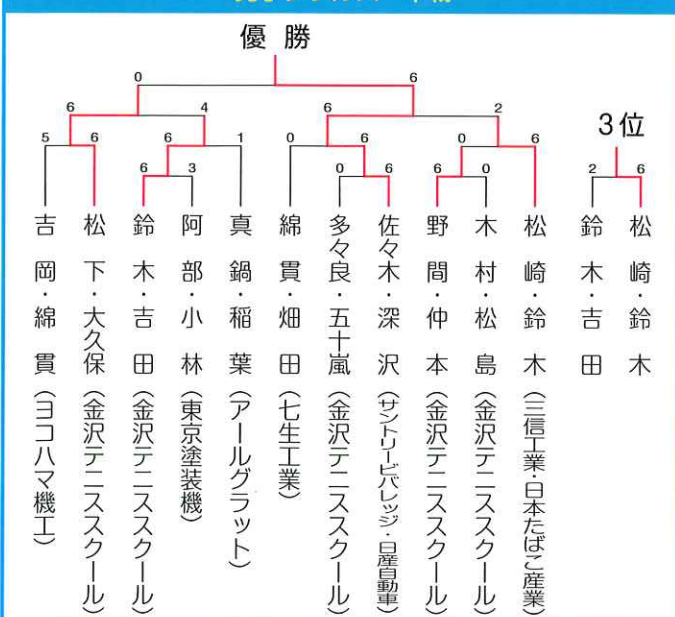 優勝
0 6
6 4 6 2
3位
5 6 6 1 0 6 0 6
6 3 0 6 6 0 2 6
吉岡・綿貫（ヨコハマ機工）
松下・大久保（金沢テニススクール）
鈴木・吉田（金沢テニススクール）
阿部・小林（東京塗装機）
真鍋・稲葉（アールグラット）
綿貫・畑田（七生工業）
多々良・五十嵐（金沢テニススクール）
佐々木・深沢（サントリービバレッジ・日産自動車）
野間・仲本（金沢テニススクール）
木村・松島（金沢テニススクール）
松崎・鈴木（三信工業・日本たばこ産業）
鈴木・吉田
松崎・鈴木